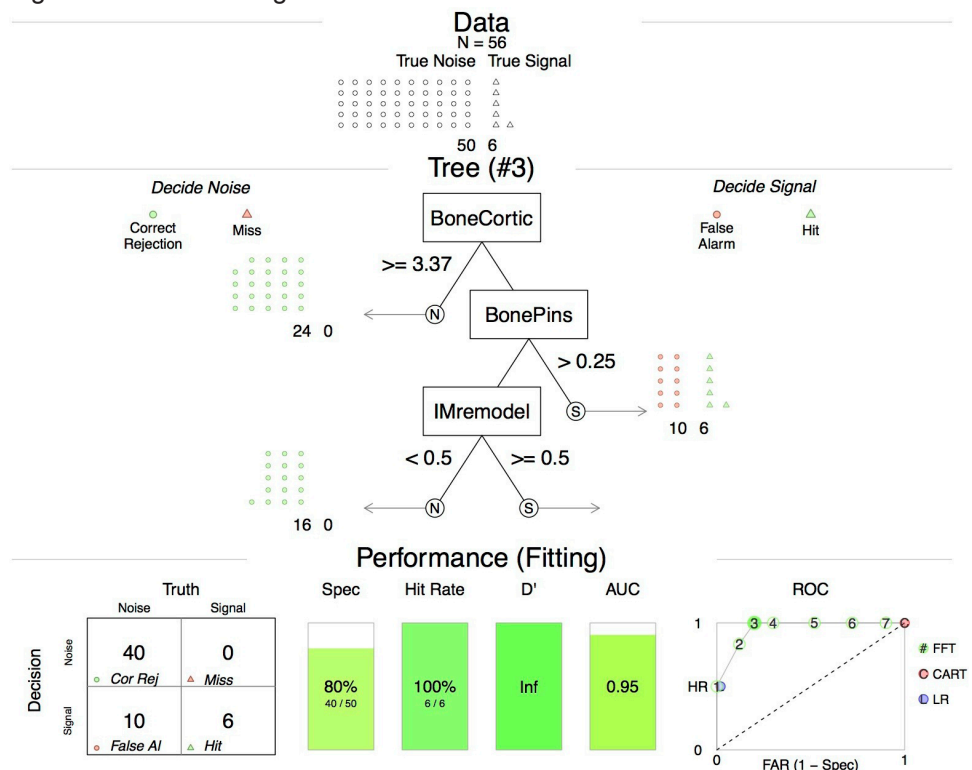 Data
N = 56
True Noise True Signal
50 6
Tree (#3)
Decide Noise
Correct
Rejection
Miss
Decide Signal
False
Alarm
Hit
BoneCortic
>= 3.37
N
24 0
BonePins
> 0.25
S
10 6
IMremodel
< 0.5
>= 0.5
N
S
16 0
Performance (Fitting)
Truth
Noise Signal
Decision
Noise
Signal
40
Cor Rej
0
Miss
10
False Al
6
Hit
Spec
80%
40 / 50
Hit Rate
100%
6 / 6
D'
Inf
AUC
0.95
ROC
1
HR
0
0
1
FAR (1 − Spec)
2
3
4
5
6
7
# FFT
C CART
L LR